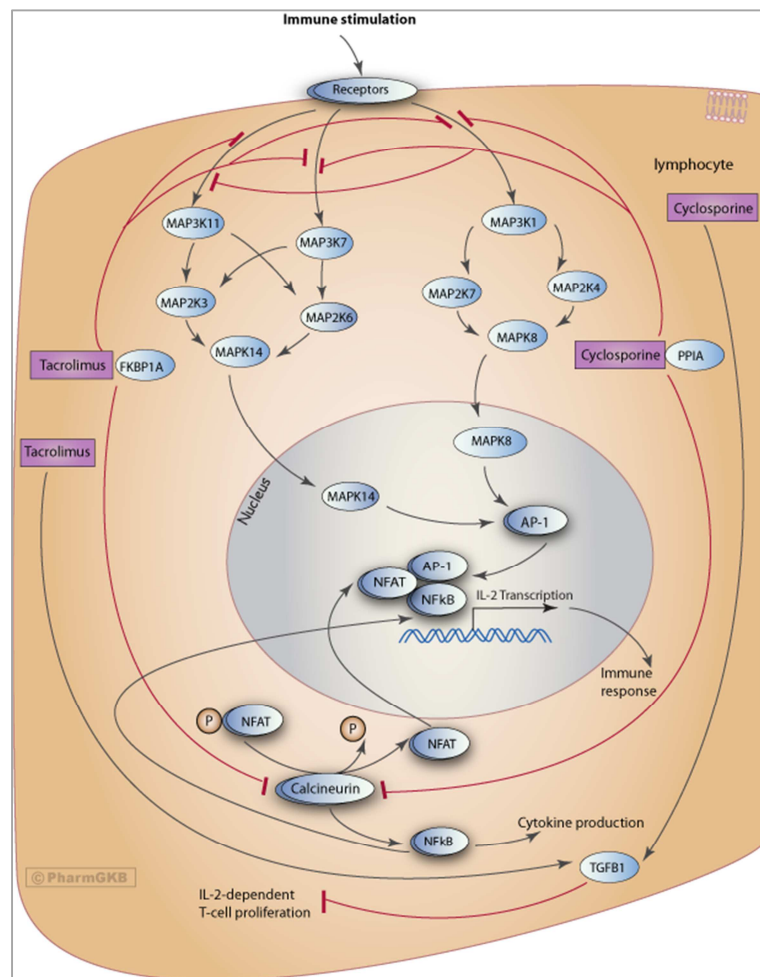 Immune stimulation
Receptors
lymphocyte
Cyclosporine
MAP3K11
MAP3K7
MAP3K1
MAP2K3
MAP2K6
MAP2K7
MAP2K4
MAPK14
MAPK8
Tacrolimus
FKBP1A
Cyclosporine
PPIA
Tacrolimus
Nucleus
MAPK8
MAPK14
AP-1
AP-1
NFAT
NFkB
IL-2 Transcription
Immune
response
P
NFAT
P
NFAT
Calcineurin
NFkB
Cytokine production
TGFB1
© PharmGKB
IL-2-dependent
T-cell proliferation